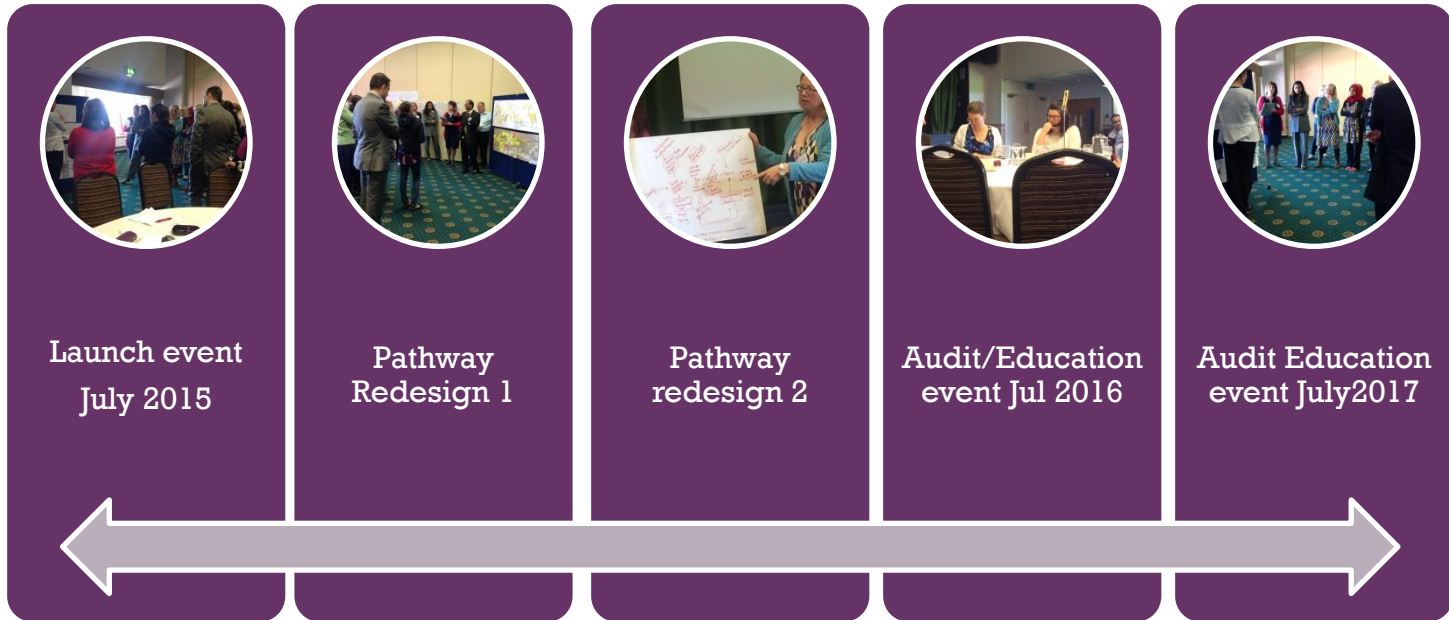 Launch event
July 2015
Pathway
Redesign 1
Pathway
redesign 2
Audit/Education
event Jul 2016
Audit Education
event July2017